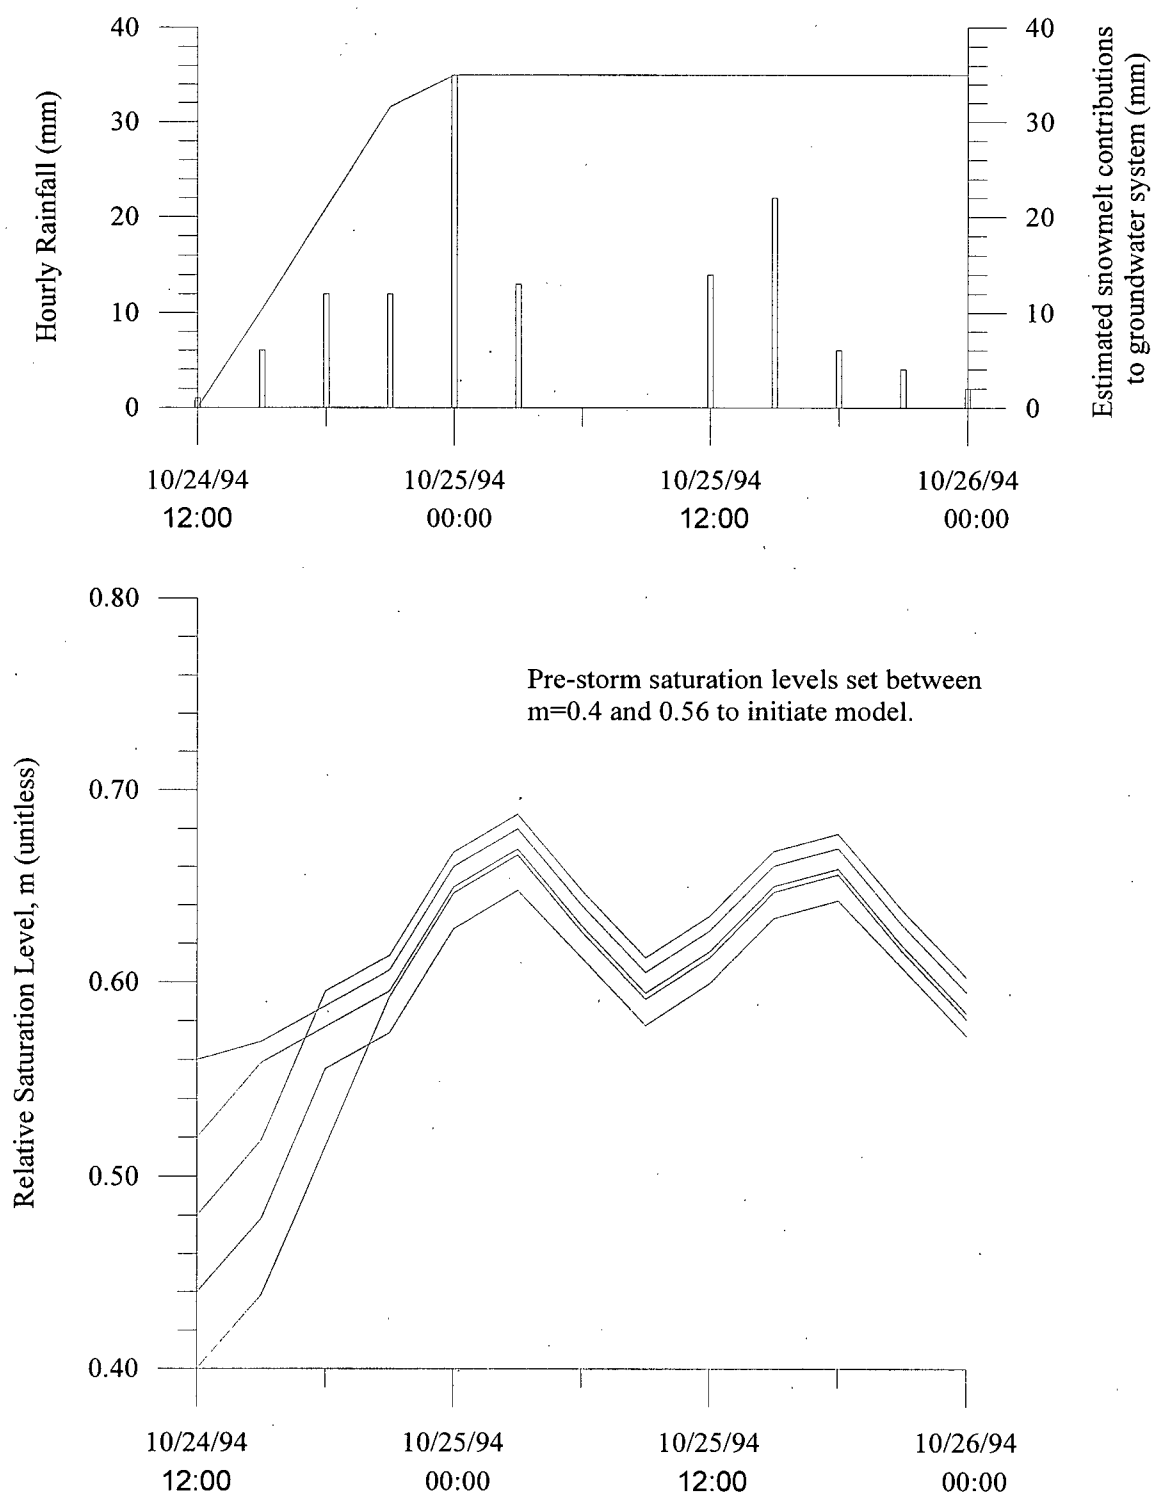 40
30
20
10
0
Hourly Rainfall (mm)
40
30
20
10
0
Estimated snowmelt contributions
to groundwater system (mm)
10/24/94 10/25/94 10/25/94 10/26/94
12:00 00:00 12:00 00:00
0.80
0.70
0.60
0.50
0.40
Relative Saturation Level, m (unitless)
Pre-storm saturation levels set between
m=0.4 and 0.56 to initiate model.
10/24/94 10/25/94 10/25/94 10/26/94
12:00 00:00 12:00 00:00